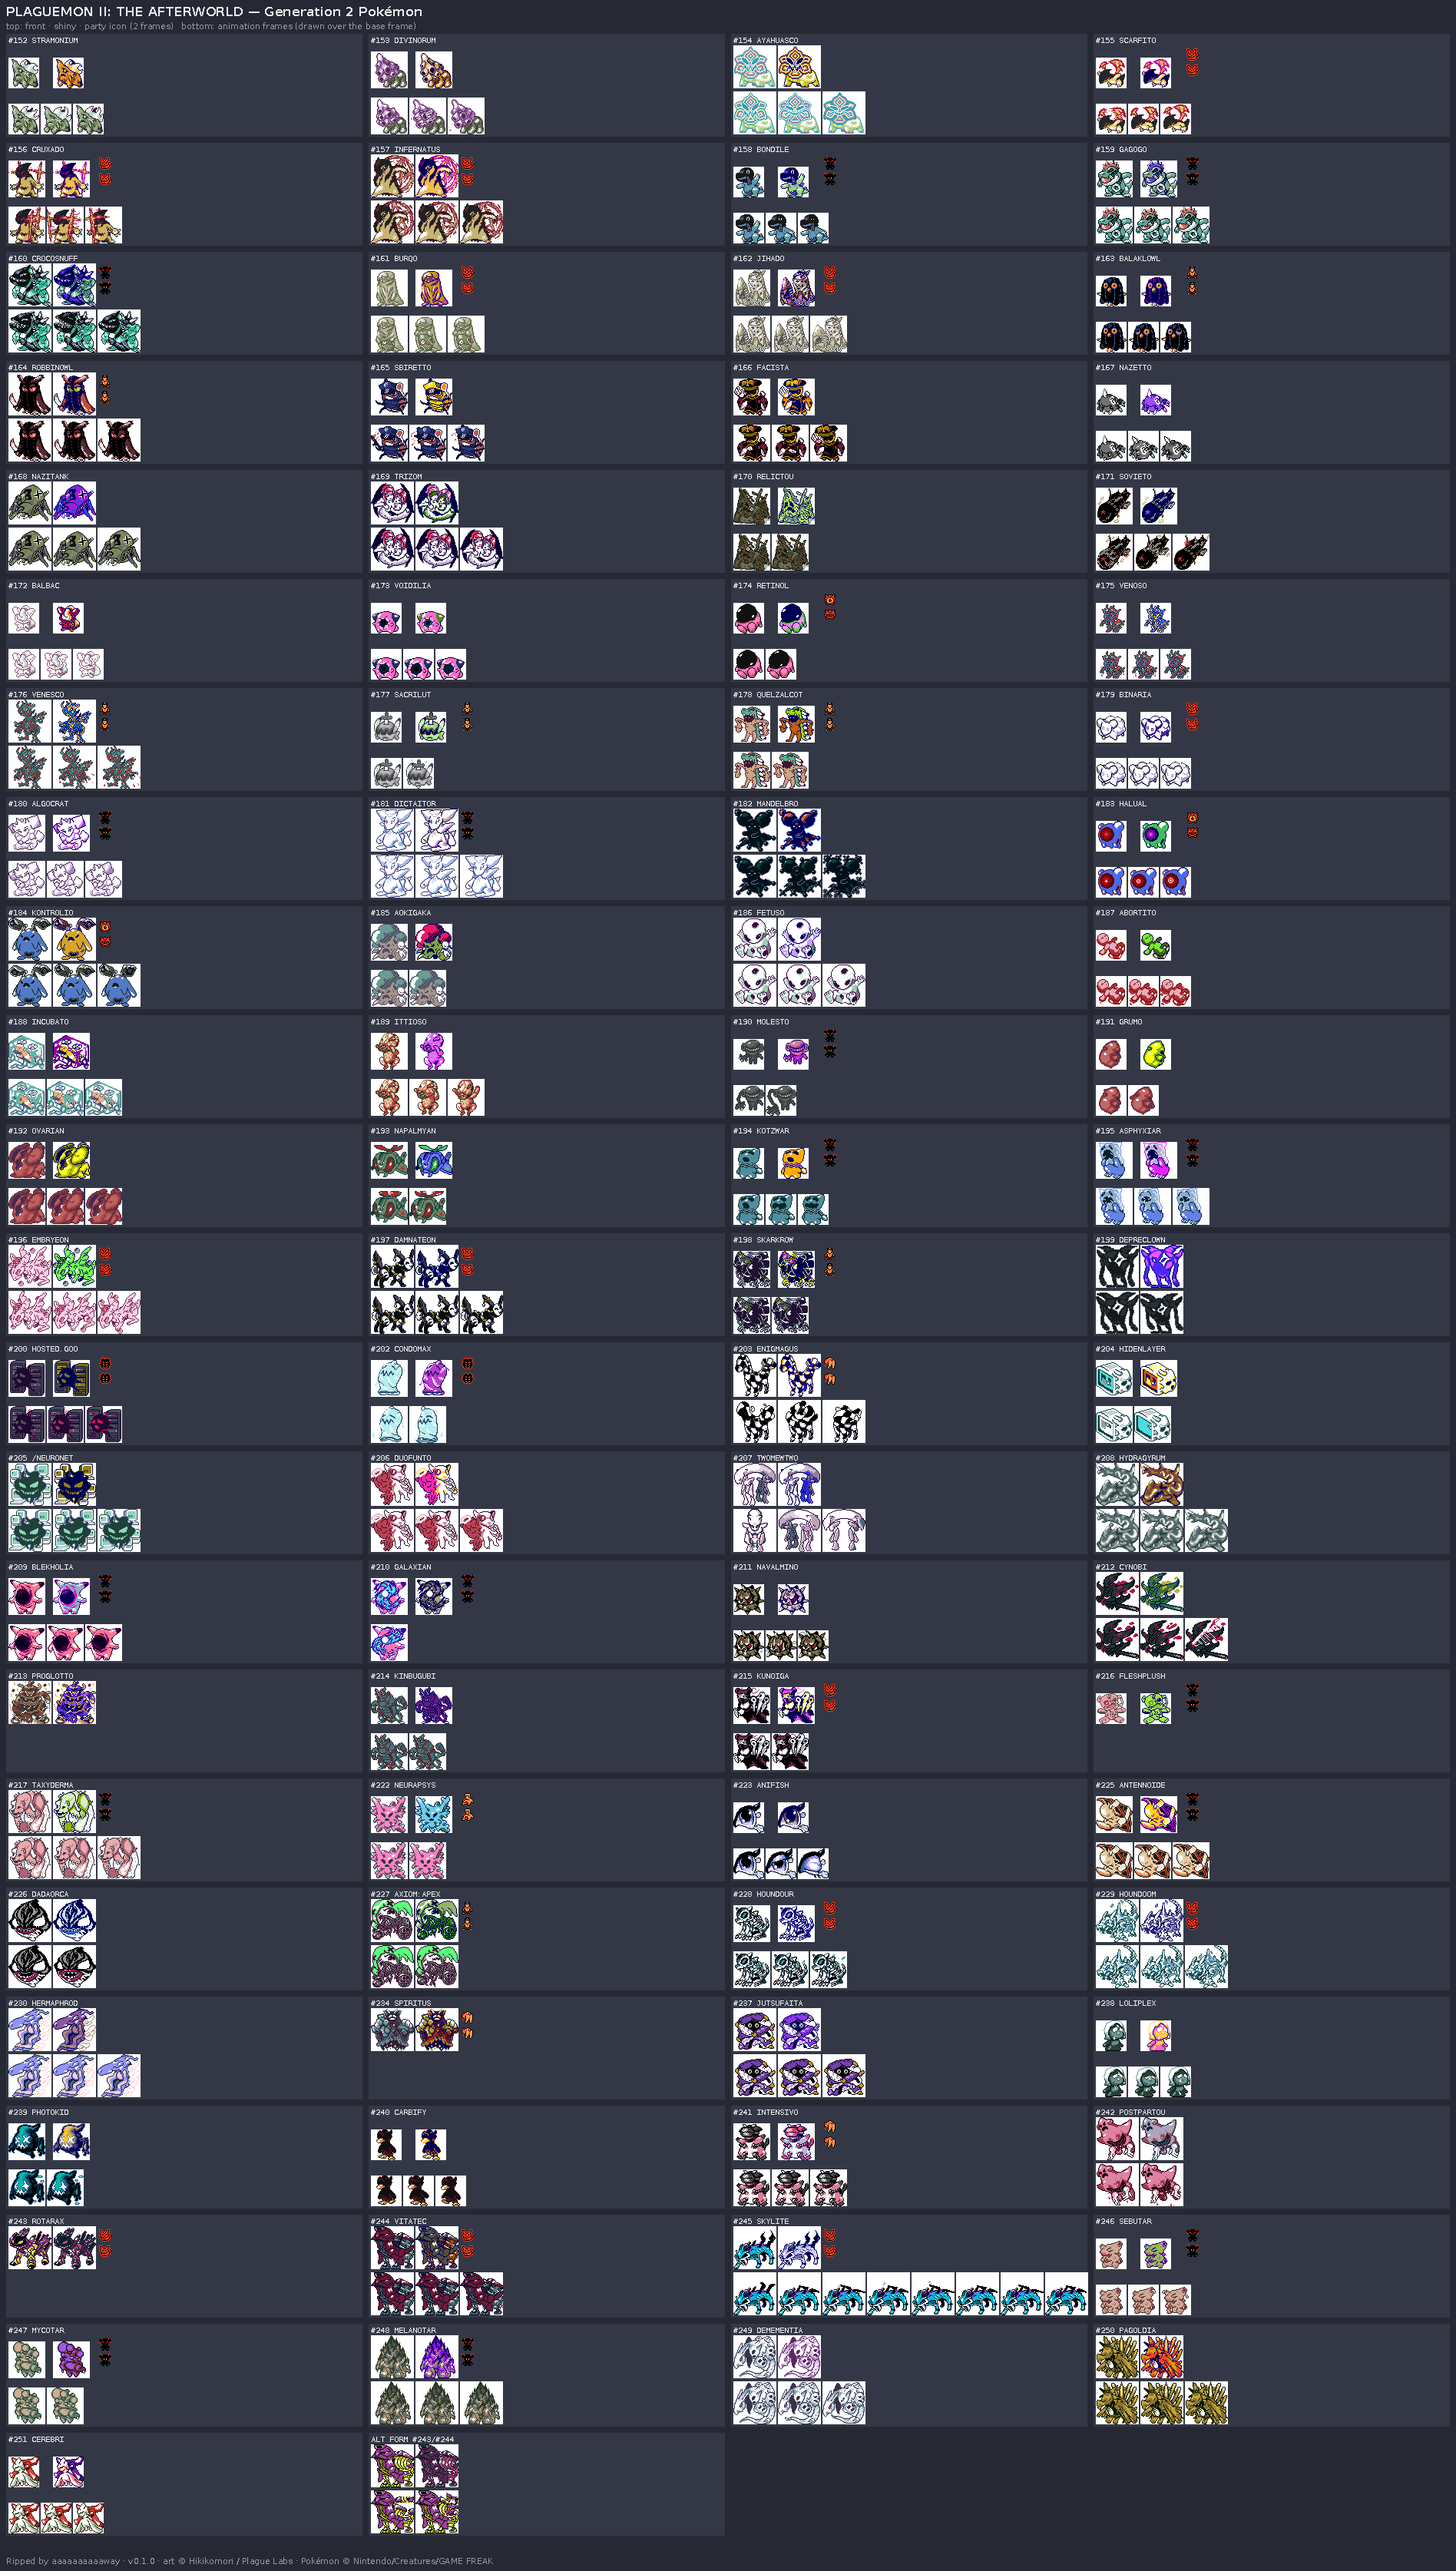 PLAGUEMON II: THE AFTERWORLD — Generation 2 Pokémon
top: front · shiny · party icon (2 frames)   bottom: animation frames (drawn over the base frame)
#152 STRAMONIUM
#153 DIVINORUM
#154 AYAHUASCO
#155 SCARFITO
#156 CRUXADO
#157 INFERNATUS
#158 BONDILE
#159 GAGOGO
#160 CROCOSNUFF
#161 BURQO
#162 JIHADO
#163 BALAKLOWL
#164 ROBBINOWL
#165 SBIRETTO
#166 FACISTA
#167 NAZETTO
#168 NAZITANK
#169 TRIZOM
#170 RELICTOU
#171 SOVIETO
#172 BALBAC
#173 VOIDILIA
#174 RETINOL
#175 VENOSO
#176 VENESCO
#177 SACRILUT
#178 QUELZALCOT
#179 BINARIA
#180 ALGOCRAT
#181 DICTAITOR
#182 MANDELBRO
#183 HALUAL
#184 KONTROLIO
#185 AOKIGAKA
#186 FETUSO
#187 ABORTITO
#188 INCUBATO
#189 ITTIOSO
#190 MOLESTO
#191 GRUMO
#192 OVARIAN
#193 NAPALMYAN
#194 KOTZWAR
#195 ASPHYXIAR
#196 EMBRYEON
#197 DAMNATEON
#198 SKARKROW
#199 DEPRECLOWN
#200 HOSTED.GOO
#202 CONDOMAX
#203 ENIGMAGUS
#204 HIDENLAYER
#205 /NEURONET
#206 DUOFUNTO
#207 TWOMEWTWO
#208 HYDRAGYRUM
#209 BLEKHOLIA
#210 GALAXIAN
#211 NAVALMINO
#212 CYNOBI
#213 PROGLOTTO
#214 KINBUGUBI
#215 KUNOIGA
#216 FLESHPLUSH
#217 TAXYDERMA
#222 NEURAPSYS
#223 ANIFISH
#225 ANTENNOIDE
#226 DADAORCA
#227 AXIOM:APEX
#228 HOUNDOUR
#229 HOUNDOOM
#230 HERMAPHROD
#234 SPIRITUS
#237 JUTSUFAITA
#238 LOLIPLEX
#239 PHOTOKID
#240 CARBIFY
#241 INTENSIVO
#242 POSTPARTOU
#243 ROTARAX
#244 VITATEC
#245 SKYLITE
#246 SEBUTAR
#247 MYCOTAR
#248 MELANOTAR
#249 DEMEMENTIA
#250 PAGOLDIA
#251 CEREBRI
ALT FORM #243/#244
Ripped by aaaaaaaaaaway · v0.1.0 · art © Hikikomori / Plague Labs · Pokémon © Nintendo/Creatures/GAME FREAK